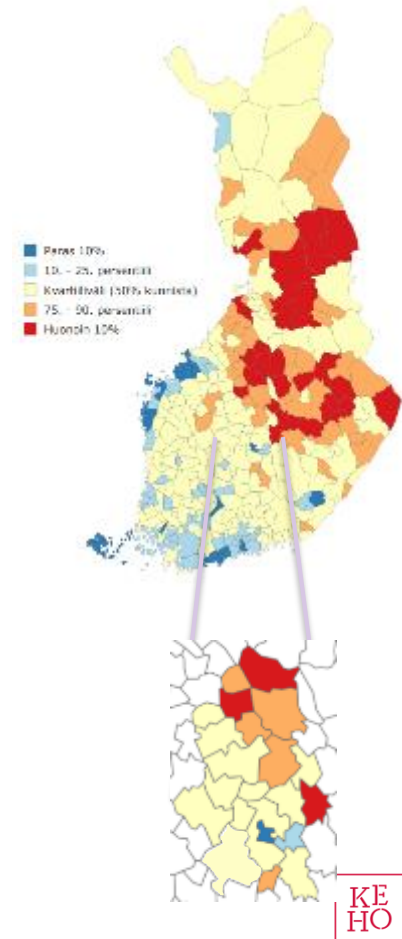 Paras 10%
10. - 25. persentiili
Kvartiiliväli (50% kunnista)
75. - 90. persentiili
Huonoin 10%
KE
HO